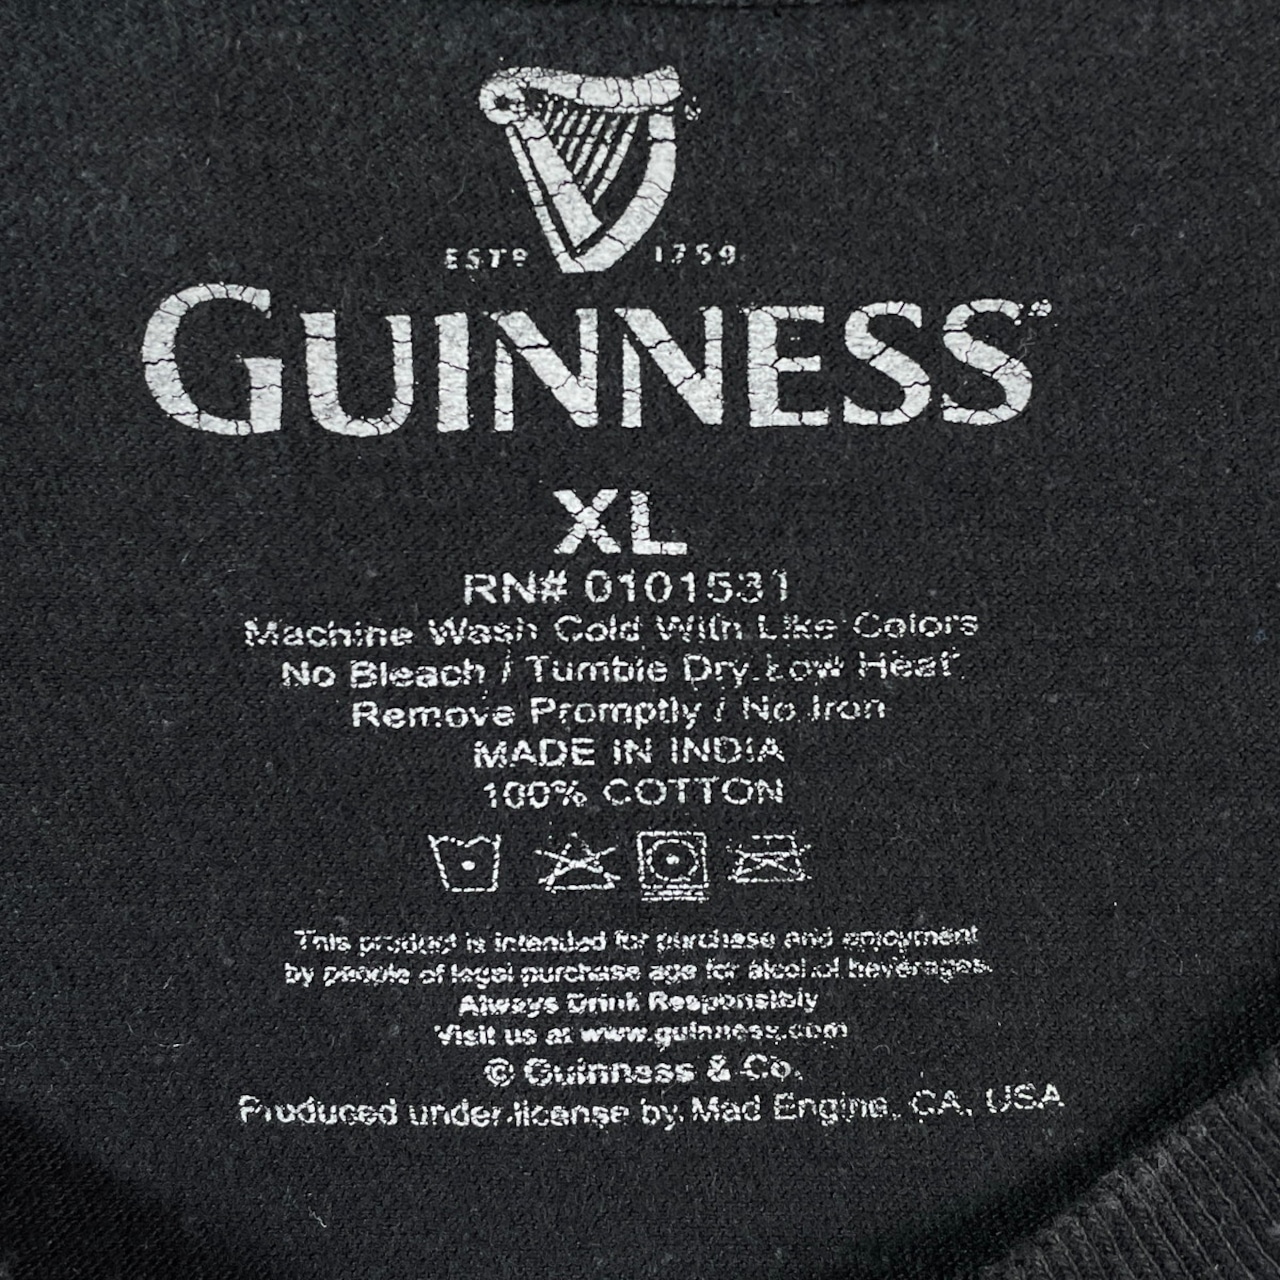 ESTD 1759
GUINNESS
XL
RN# 0101531
Machine Wash Cold With Like Colors
No Bleach / Tumble Dry Low Heat
Remove Promptly / No Iron
MADE IN INDIA
100% COTTON
This product is intended for purchase and enjoyment
by people of legal purchase age for alcohol beverages.
Always Drink Responsibly
Visit us at www.guinness.com
© Guinness & Co.
Produced under license by Mad Engine, CA, USA